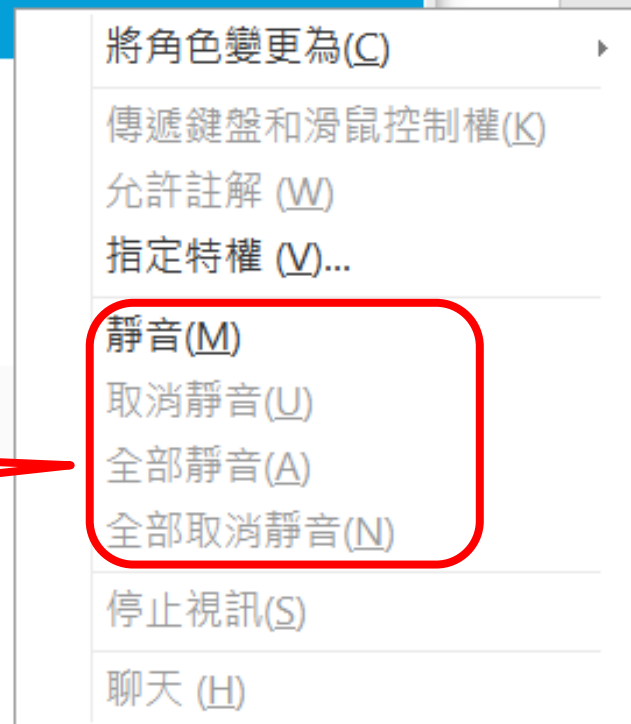 將角色變更為(C)
傳遞鍵盤和滑鼠控制權(K)
允許註解 (W)
指定特權 (V)...
靜音(M)
取消靜音(U)
全部靜音(A)
全部取消靜音(N)
停止視訊(S)
聊天 (H)